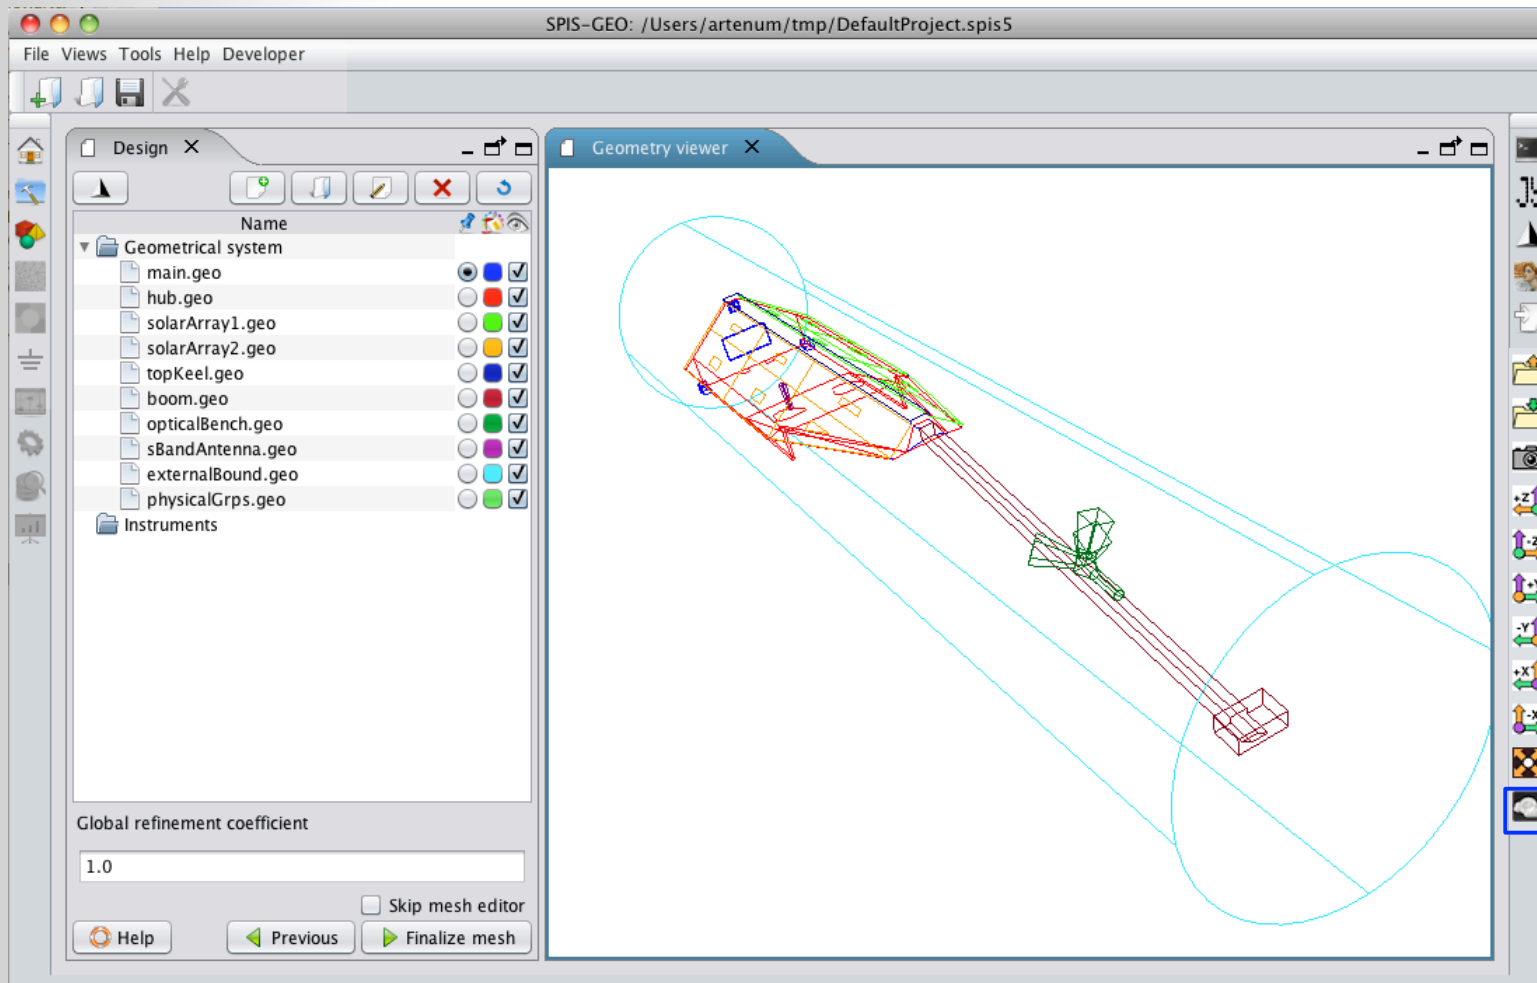 SPIS-GEO: /Users/artenum/tmp/DefaultProject.spis5
File Views Tools Help Developer
Design
Geometry viewer
Name
Geometrical system
main.geo
hub.geo
solarArray1.geo
solarArray2.geo
topKeel.geo
boom.geo
opticalBench.geo
sBandAntenna.geo
externalBound.geo
physicalGrps.geo
Instruments
Global refinement coefficient
1.0
Skip mesh editor
Help
Previous
Finalize mesh
+Z
-Y
+X
-X